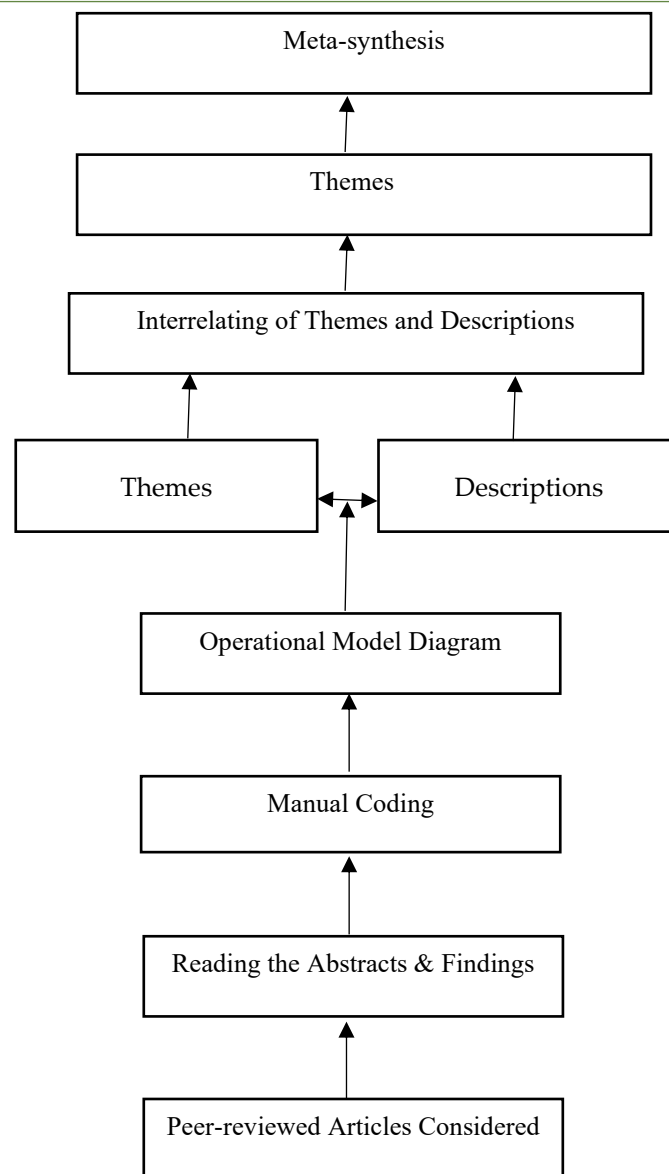 Meta-synthesis
Themes
Interrelating of Themes and Descriptions
Themes
Descriptions
Operational Model Diagram
Manual Coding
Reading the Abstracts & Findings
Peer-reviewed Articles Considered